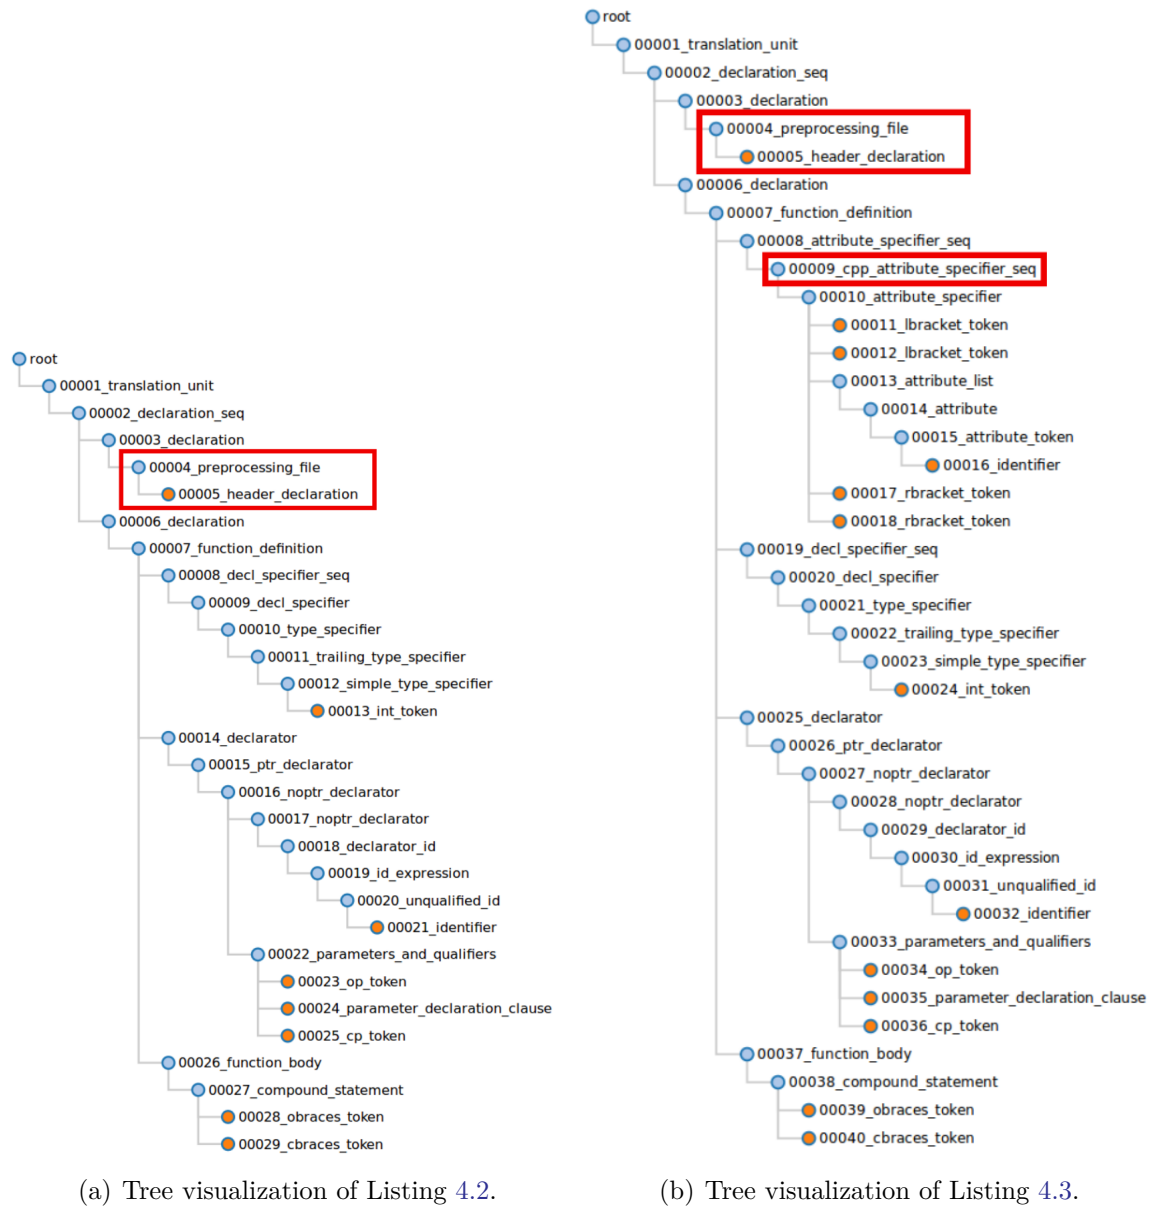 root
00001_translation_unit
00002_declaration_seq
00003_declaration
00004_preprocessing_file
00005_header_declaration
00006_declaration
00007_function_definition
00008_decl_specifier_seq
00009_decl_specifier
00010_type_specifier
00011_trailing_type_specifier
00012_simple_type_specifier
00013_int_token
00014_declarator
00015_ptr_declarator
00016_noptr_declarator
00017_noptr_declarator
00018_declarator_id
00019_id_expression
00020_unqualified_id
00021_identifier
00022_parameters_and_qualifiers
00023_op_token
00024_parameter_declaration_clause
00025_cp_token
00026_function_body
00027_compound_statement
00028_obraces_token
00029_cbraces_token
(a) Tree visualization of Listing 4.2.
root
00001_translation_unit
00002_declaration_seq
00003_declaration
00004_preprocessing_file
00005_header_declaration
00006_declaration
00007_function_definition
00008_attribute_specifier_seq
00009_cpp_attribute_specifier_seq
00010_attribute_specifier
00011_lbracket_token
00012_lbracket_token
00013_attribute_list
00014_attribute
00015_attribute_token
00016_identifier
00017_rbracket_token
00018_rbracket_token
00019_decl_specifier_seq
00020_decl_specifier
00021_type_specifier
00022_trailing_type_specifier
00023_simple_type_specifier
00024_int_token
00025_declarator
00026_ptr_declarator
00027_noptr_declarator
00028_noptr_declarator
00029_declarator_id
00030_id_expression
00031_unqualified_id
00032_identifier
00033_parameters_and_qualifiers
00034_op_token
00035_parameter_declaration_clause
00036_cp_token
00037_function_body
00038_compound_statement
00039_obraces_token
00040_cbraces_token
(b) Tree visualization of Listing 4.3.